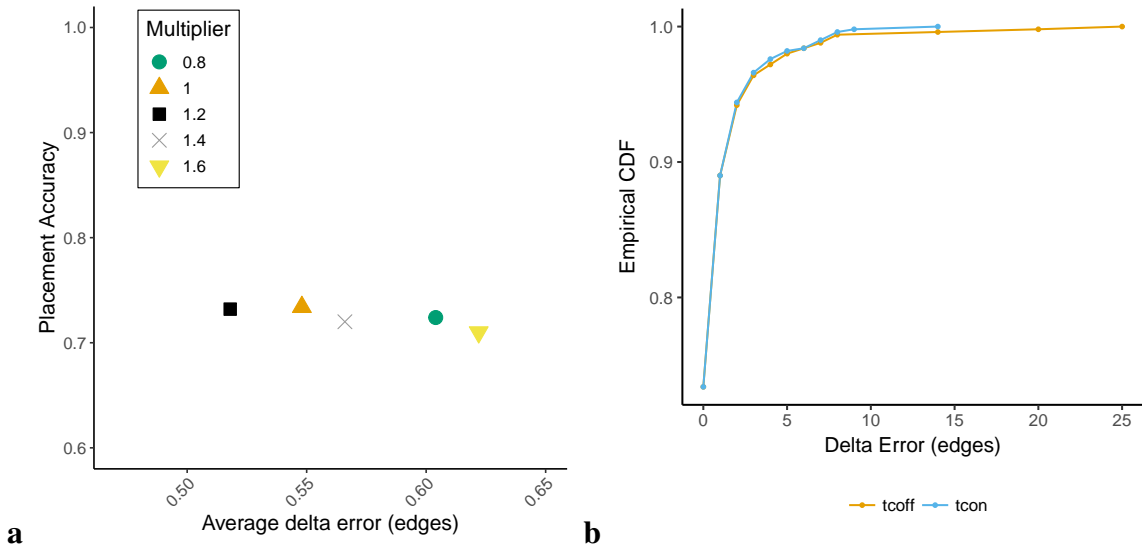 Multiplier
0.8
1
1.2
1.4
1.6
1.0
0.9
0.8
0.7
0.6
Placement Accuracy
0.50
0.55
0.60
0.65
Average delta error (edges)
a
1.0
0.9
0.8
Empirical CDF
0
5
10
15
20
25
Delta Error (edges)
tcoff
tcon
b